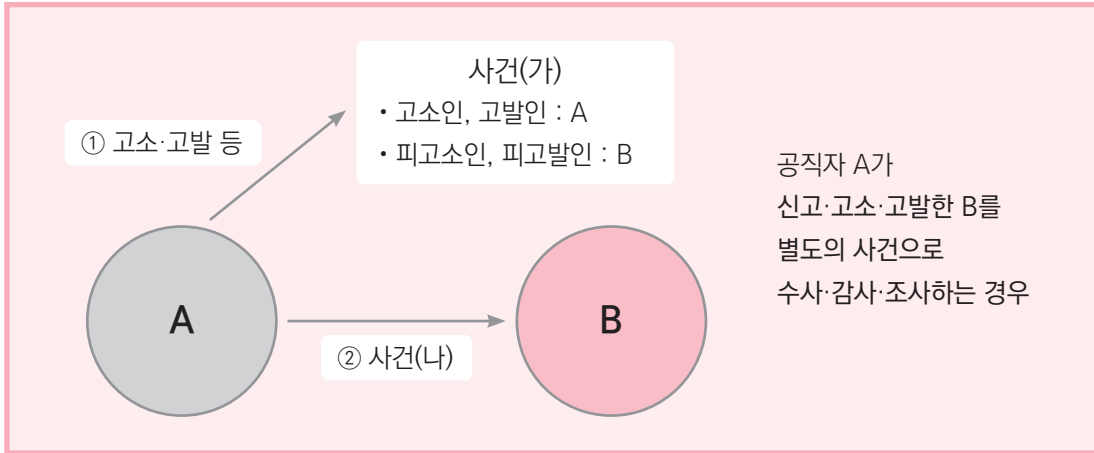 사건(가)
• 고소인, 고발인 : A
• 피고소인, 피고발인 : B
① 고소·고발 등
A
② 사건(나)
B
공직자 A가
신고·고소·고발한 B를
별도의 사건으로
수사·감사·조사하는 경우